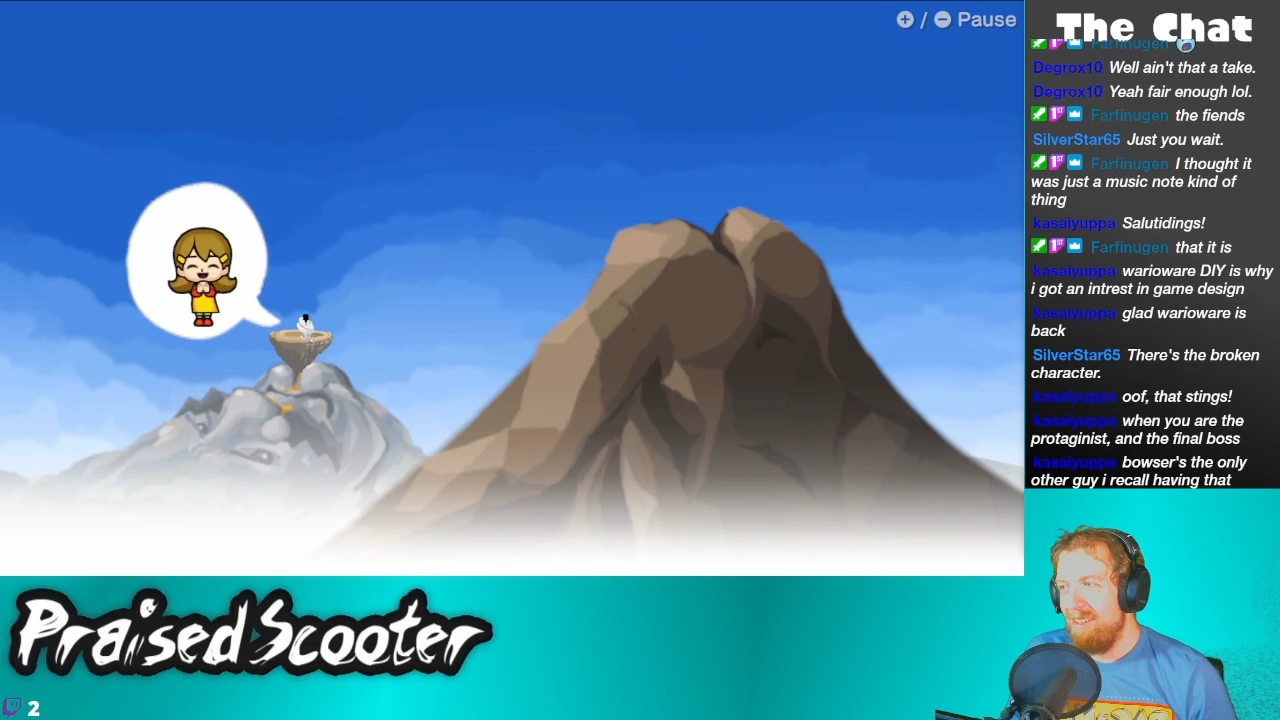 + / - Pause
The Chat
Farfinugen
Degrox10 Well ain't that a take.
Degrox10 Yeah fair enough lol.
1ST Farfinugen the fiends
SilverStar65 Just you wait.
1ST Farfinugen I thought it
was just a music note kind of
thing
kasaiyuppa Salutidings!
1ST Farfinugen that it is
kasaiyuppa warioware DIY is why
i got an intrest in game design
kasaiyuppa glad warioware is
back
SilverStar65 There's the broken
character.
kasaiyuppa oof, that stings!
kasaiyuppa when you are the
protaginist, and the final boss
kasaiyuppa bowser's the only
other guy i recall having that
PraisedScooter
2